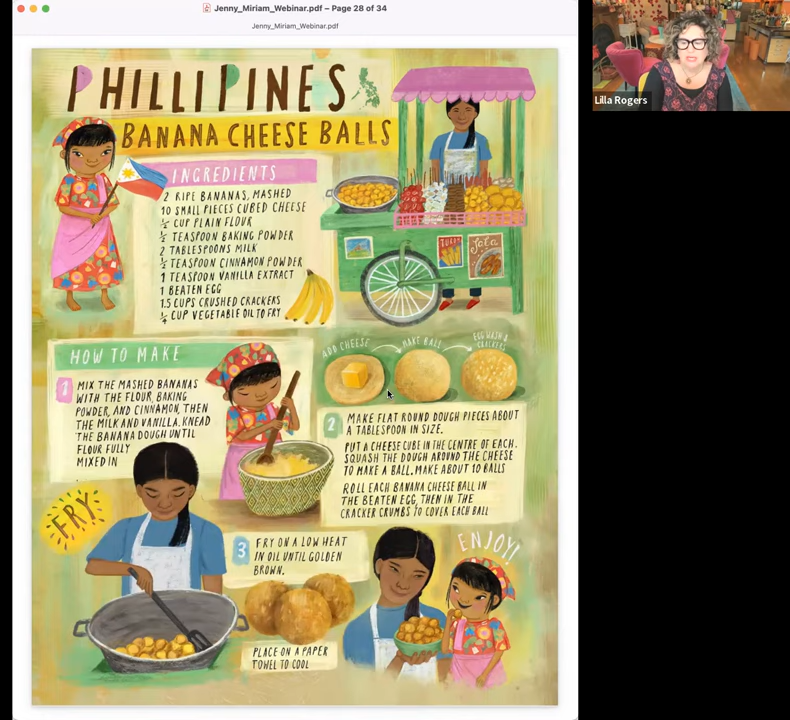 Jenny_Miriam_Webinar.pdf – Page 28 of 34
Jenny_Miriam_Webinar.pdf
Lilla Rogers
PHILLIPINES
BANANA CHEESE BALLS
INGREDIENTS
2 RIPE BANANAS, MASHED
10 SMALL PIECES CUBED CHEESE
½ CUP PLAIN FLOUR
½ TEASPOON BAKING POWDER
2 TABLESPOONS MILK
½ TEASPOON CINNAMON POWDER
1 TEASPOON VANILLA EXTRACT
1 BEATEN EGG
1.5 CUPS CRUSHED CRACKERS
¼ CUP VEGETABLE OIL TO FRY
HOW TO MAKE
1
MIX THE MASHED BANANAS
WITH THE FLOUR, BAKING
POWDER, AND CINNAMON, THEN
THE MILK AND VANILLA. KNEAD
THE BANANA DOUGH UNTIL
FLOUR FULLY
MIXED IN
ADD CHEESE
MAKE BALL
EGG WASH &
CRACKERS
2
MAKE FLAT ROUND DOUGH PIECES ABOUT
A TABLESPOON IN SIZE.
PUT A CHEESE CUBE IN THE CENTRE OF EACH.
SQUASH THE DOUGH AROUND THE CHEESE
TO MAKE A BALL. MAKE ABOUT 10 BALLS
ROLL EACH BANANA CHEESE BALL IN
THE BEATEN EGG, THEN IN THE
CRACKER CRUMBS TO COVER EACH BALL
FRY
3
FRY ON A LOW HEAT
IN OIL UNTIL GOLDEN
BROWN.
PLACE ON A PAPER
TOWEL TO COOL
ENJOY!